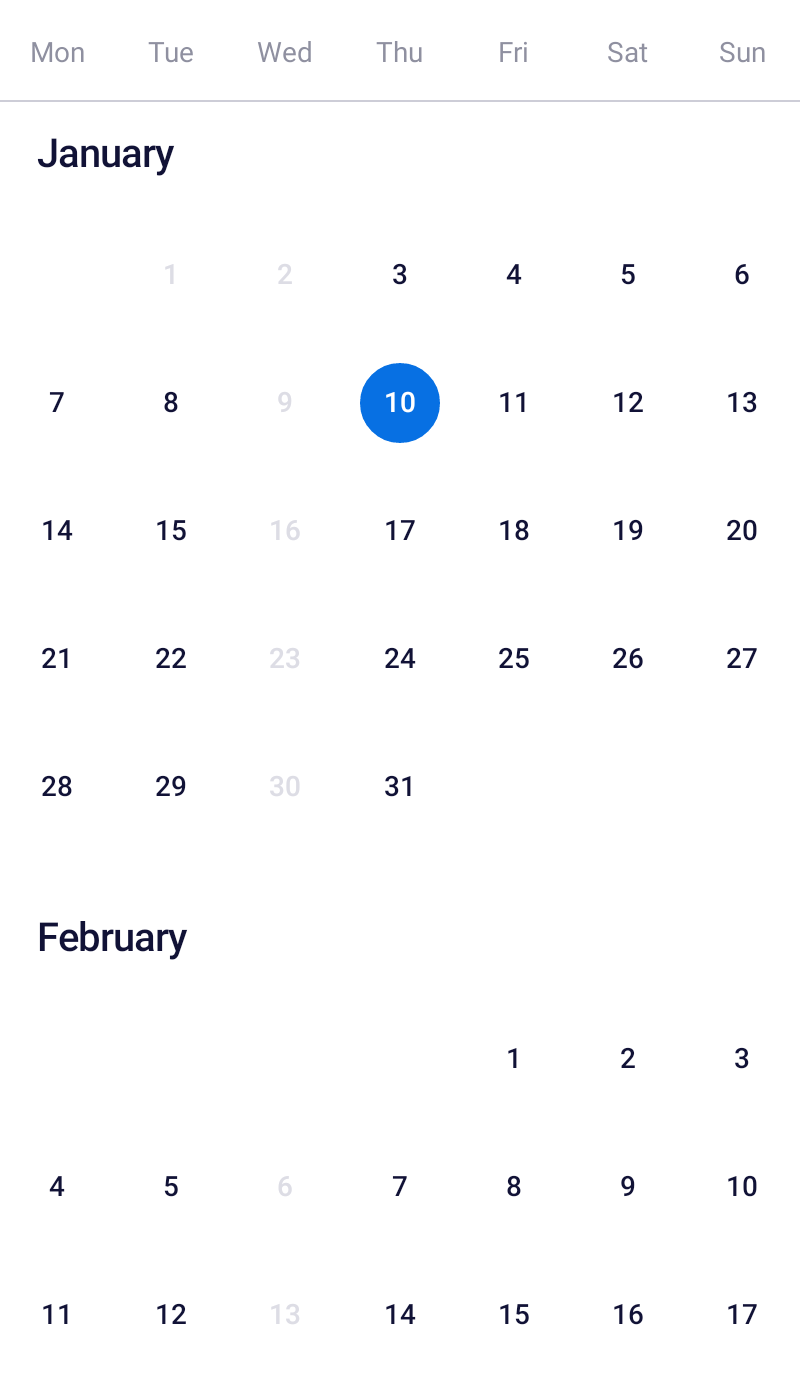 Mon Tue Wed Thu Fri Sat Sun
January
1 2 3 4 5 6
7 8 9 10 11 12 13
14 15 16 17 18 19 20
21 22 23 24 25 26 27
28 29 30 31
February
1 2 3
4 5 6 7 8 9 10
11 12 13 14 15 16 17